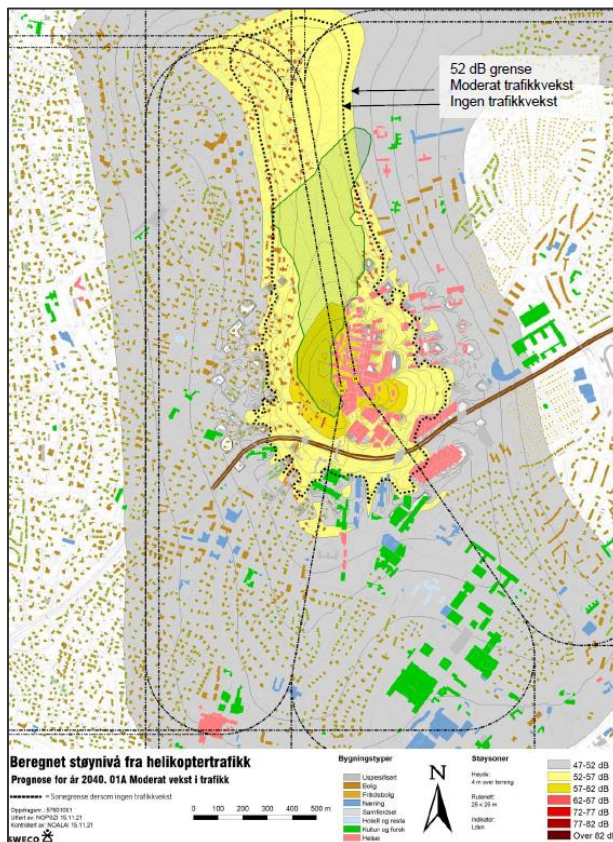 52 dB grense
Moderat trafikkvekst
Ingen trafikkvekst
Beregnet støynivå fra helikoptertrafikk
Prognose for år 2040. 01A Moderat vekst i trafikk
= Sonegrense dersom ingen trafikkvekst
Oppdragsnr.: 57601001
Utført av: NOPSZI 15.11.21
Kontrollert av: NOALAI 15.11.21
SWECO
0 100 200 300 400 500 m
Bygningstyper
Uspesifisert
Bolig
Fritidsbolig
Næring
Samferdsel
Hotell og resta
Kultur og forsk
Helse
N
Støysoner
Høyde:
4 m over terreng
Rutenett:
25 x 25 m
Indikator:
Lden
47-52 dB
52-57 dB
57-62 dB
62-67 dB
72-77 dB
77-82 dB
Over 82 dB